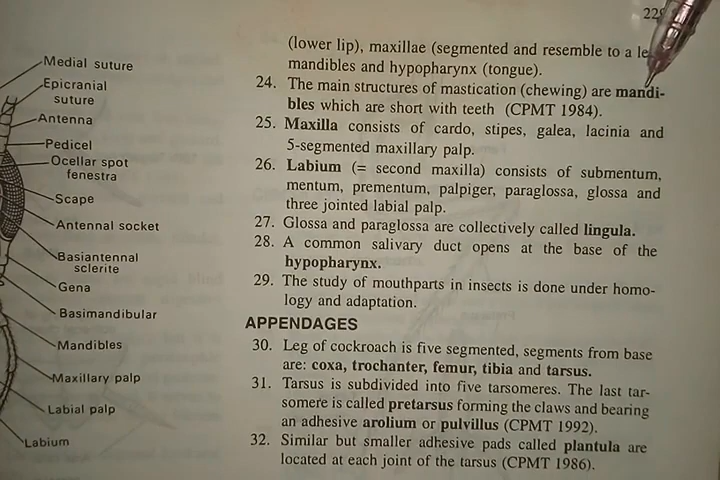 22
Medial suture
Epicranial
suture
Antenna
Pedicel
Ocellar spot
fenestra
Scape
Antennal socket
Basiantennal
sclerite
Gena
Basimandibular
Mandibles
Maxillary palp
Labial palp
Labium
(lower lip), maxillae (segmented and resemble to a
mandibles and hypopharynx (tongue).
24. The main structures of mastication (chewing) are mandi-
bles which are short with teeth (CPMT 1984).
25. Maxilla consists of cardo, stipes, galea, lacinia and
5-segmented maxillary palp.
26. Labium (= second maxilla) consists of submentum,
mentum, prementum, palpiger, paraglossa, glossa and
three jointed labial palp.
27. Glossa and paraglossa are collectively called lingula.
28. A common salivary duct opens at the base of the
hypopharynx.
29. The study of mouthparts in insects is done under homo-
logy and adaptation.
APPENDAGES
30. Leg of cockroach is five segmented, segments from base
are: coxa, trochanter, femur, tibia and tarsus.
31. Tarsus is subdivided into five tarsomeres. The last tar-
somere is called pretarsus forming the claws and bearing
an adhesive arolium or pulvillus (CPMT 1992).
32. Similar but smaller adhesive pads called plantula are
located at each joint of the tarsus (CPMT 1986).